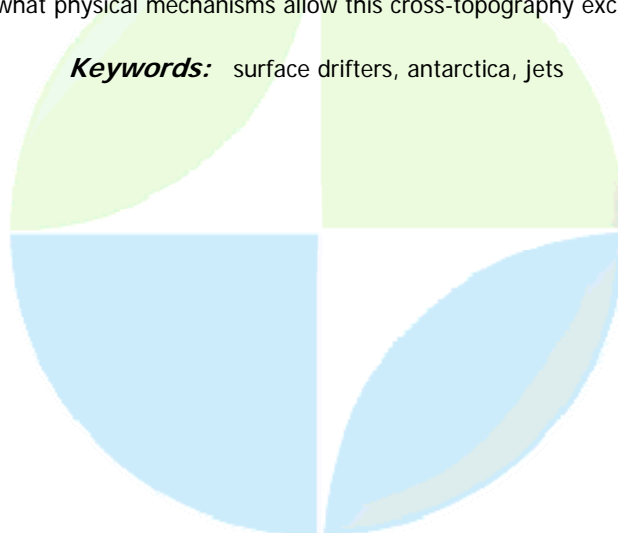 what physical mechanisms allow this cross-topography exc
Keywords: surface drifters, antarctica, jets